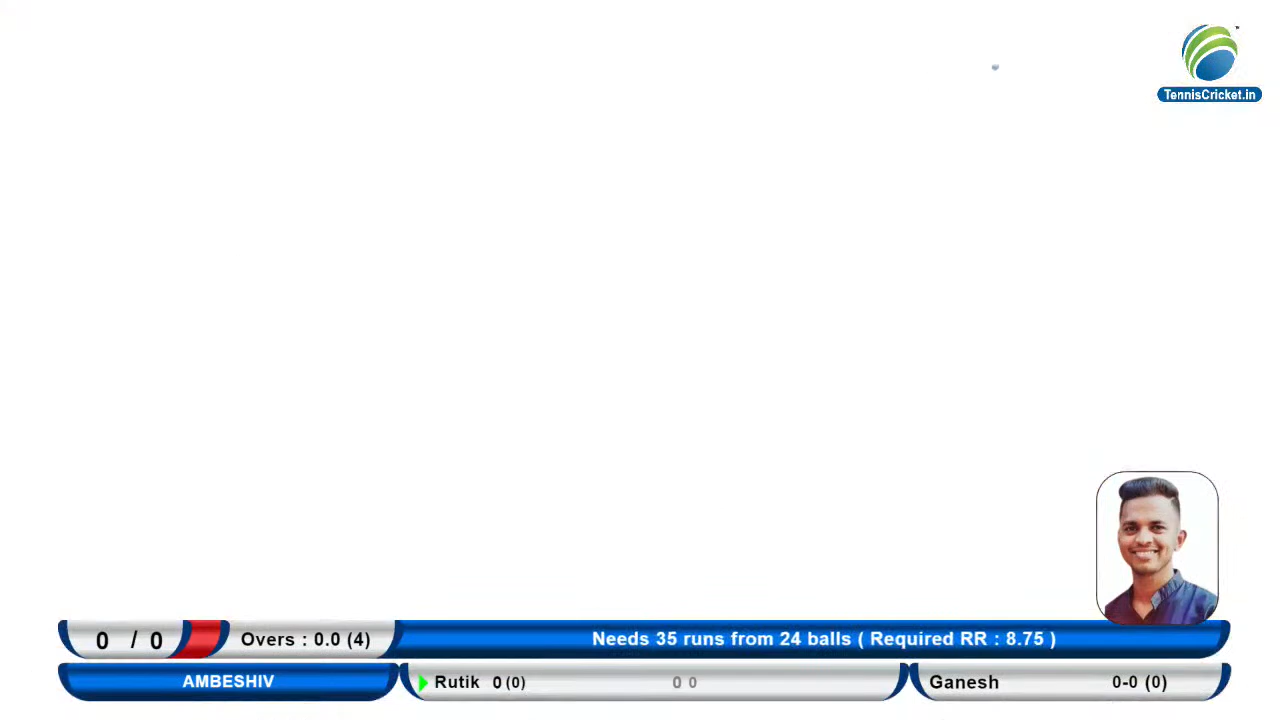 TennisCricket.in
0 / 0
Overs : 0.0 (4)
Needs 35 runs from 24 balls ( Required RR : 8.75 )
AMBESHIV
Rutik 0 (0)
0 0
Ganesh 0-0 (0)